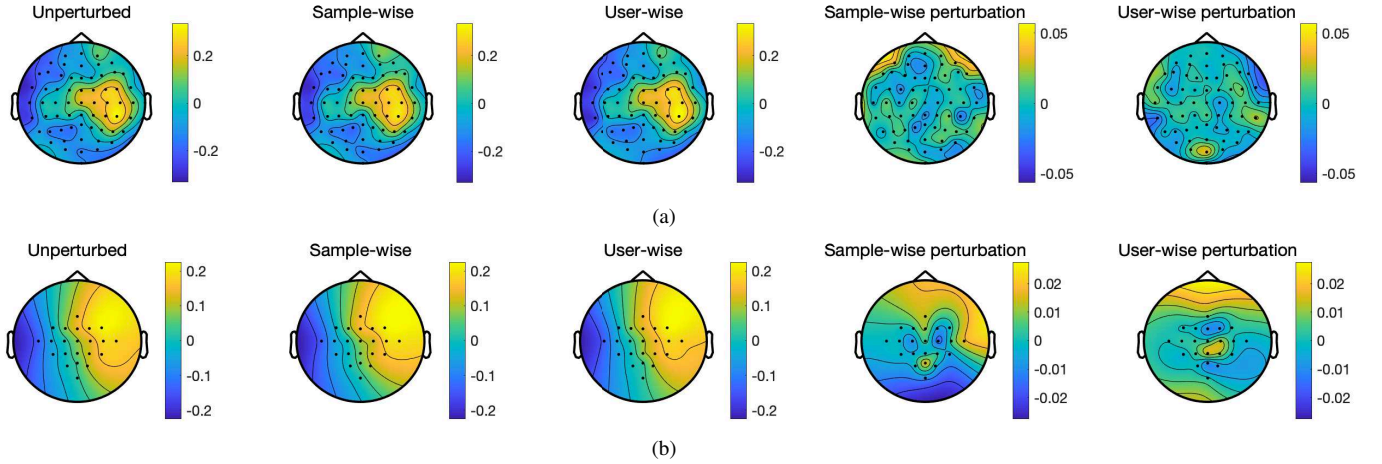 Unperturbed Sample-wise User-wise Sample-wise perturbation User-wise perturbation
0.2 0.2 0.2 0.05 0.05
0 0 0 0 0
-0.2 -0.2 -0.2 -0.05 -0.05
(a)
Unperturbed Sample-wise User-wise Sample-wise perturbation User-wise perturbation
0.2 0.2 0.2 0.02 0.02
0.1 0.1 0.1 0.01 0.01
0 0 0 0 0
-0.1 -0.1 -0.1 -0.01 -0.01
-0.2 -0.2 -0.2 -0.02 -0.02
(b)